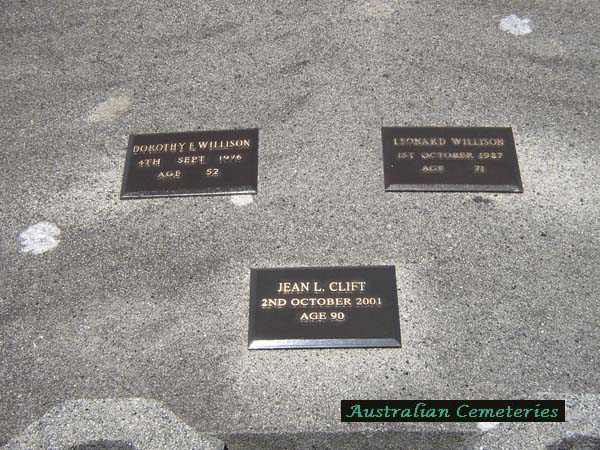 DOROTHY E WILLISON
4TH SEPT 1976
AGE 52
LEONARD WILLISON
1ST OCTOBER 1987
AGE 71
JEAN L. CLIFT
2ND OCTOBER 2001
AGE 90
Australian Cemeteries